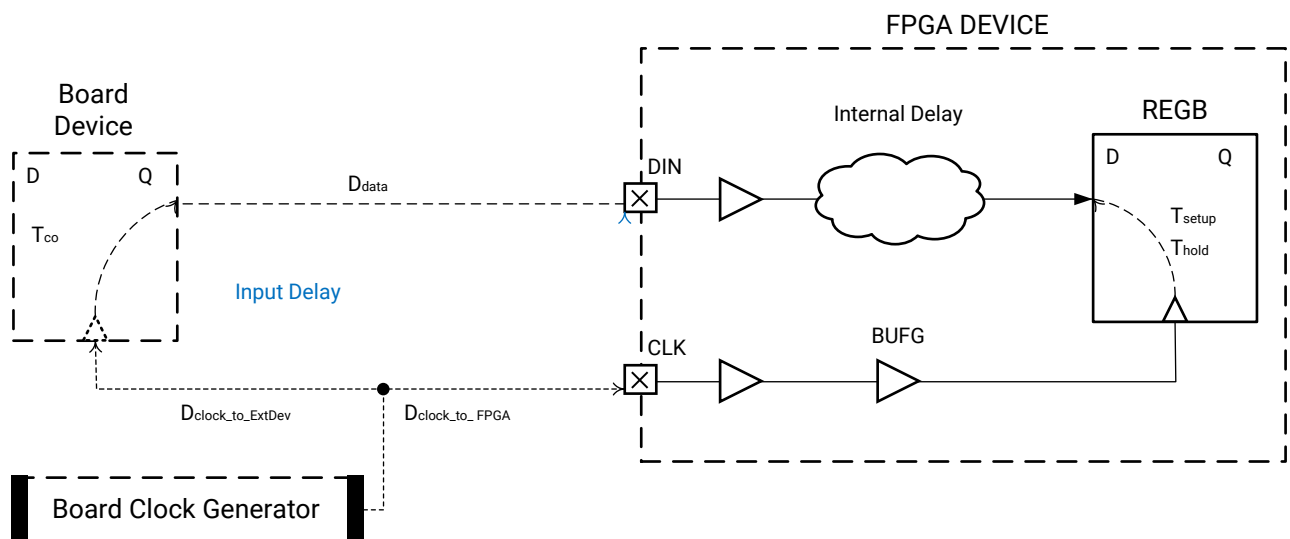 FPGA DEVICE
Board
Device
Internal Delay
REGB
D
Q
DIN
D
Q
Ddata
Tco
Tsetup
Thold
Input Delay
BUFG
CLK
Dclock_to_ExtDev
Dclock_to_ FPGA
Board Clock Generator